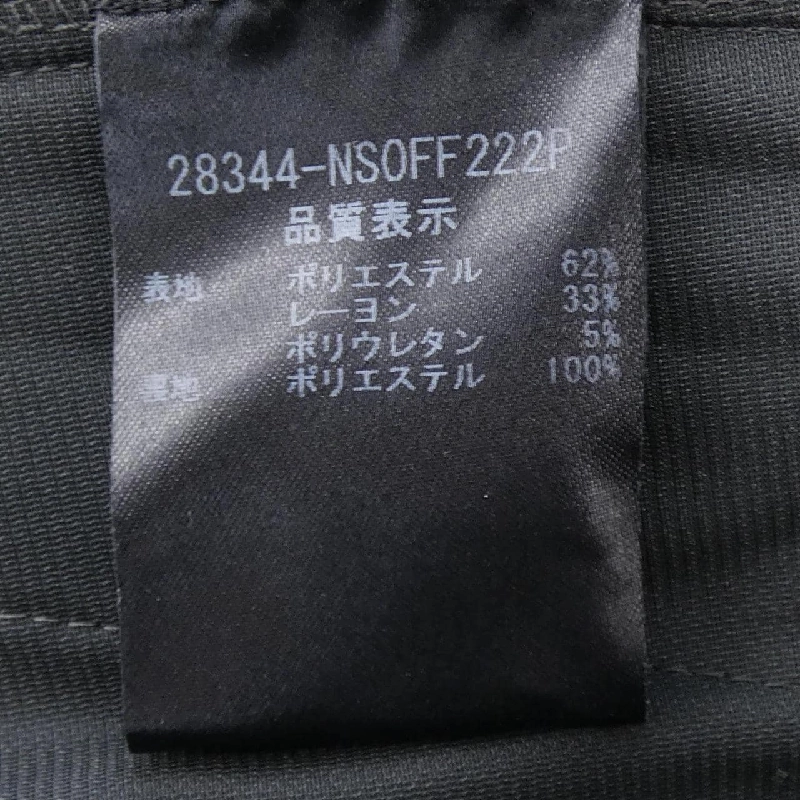 28344-NSOFF222P
品質表示
表地 ポリエステル 62%
レーヨン 33%
ポリウレタン 5%
裏地 ポリエステル 100%